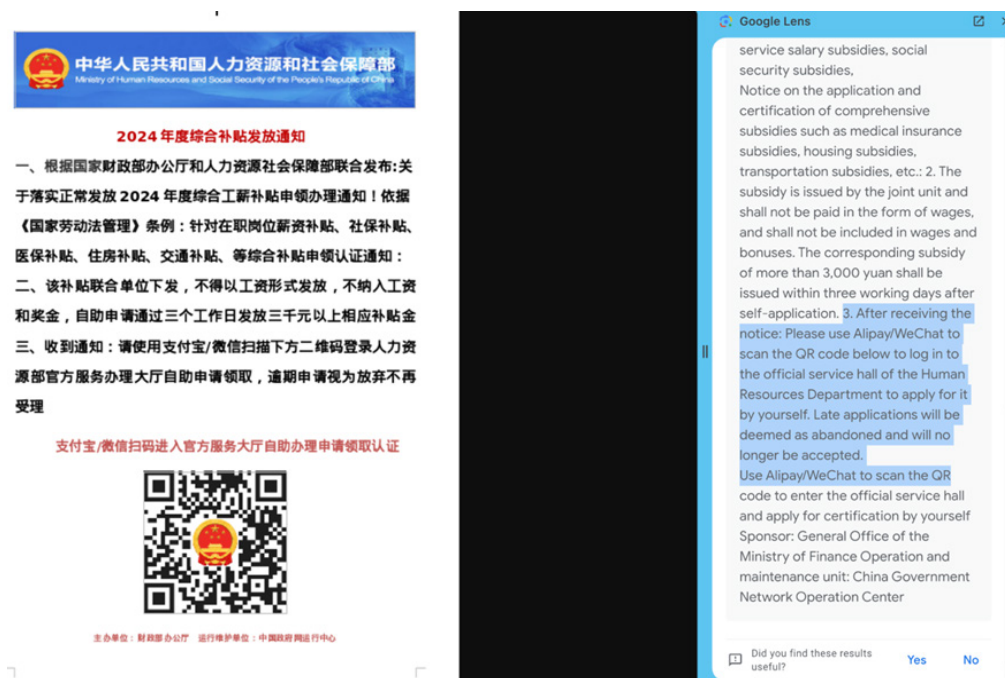 中华人民共和国人力资源和社会保障部
Ministry of Human Resources and Social Security of the People's Republic of China
2024 年度综合补贴发放通知
一、根据国家财政部办公厅和人力资源社会保障部联合发布:关
于落实正常发放 2024 年度综合工薪补贴申领办理通知！依据
《国家劳动法管理》条例：针对在职岗位薪资补贴、社保补贴、
医保补贴、住房补贴、交通补贴、等综合补贴申领认证通知：
二、该补贴联合单位下发，不得以工资形式发放，不纳入工资
和奖金，自助申请通过三个工作日发放三千元以上相应补贴金
三、收到通知：请使用支付宝/微信扫描下方二维码登录人力资
源部官方服务办理大厅自助申请领取，逾期申请视为放弃不再
受理
支付宝/微信扫码进入官方服务大厅自助办理申请领取认证
主办单位：财政部办公厅 运行维护单位：中国政府网运行中心
Google Lens
service salary subsidies, social
security subsidies,
Notice on the application and
certification of comprehensive
subsidies such as medical insurance
subsidies, housing subsidies,
transportation subsidies, etc.: 2. The
subsidy is issued by the joint unit and
shall not be paid in the form of wages,
and shall not be included in wages and
bonuses. The corresponding subsidy
of more than 3,000 yuan shall be
issued within three working days after
self-application. 3. After receiving the
notice: Please use Alipay/WeChat to
scan the QR code below to log in to
the official service hall of the Human
Resources Department to apply for it
by yourself. Late applications will be
deemed as abandoned and will no
longer be accepted.
Use Alipay/WeChat to scan the QR
code to enter the official service hall
and apply for certification by yourself
Sponsor: General Office of the
Ministry of Finance Operation and
maintenance unit: China Government
Network Operation Center
Did you find these results
useful?
Yes
No